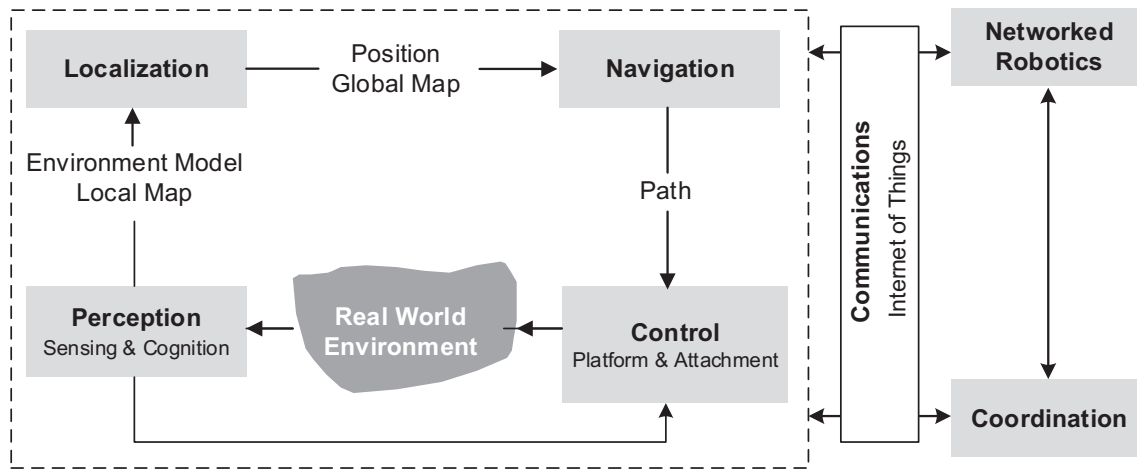 Localization
Position
Global Map
Navigation
Environment Model
Local Map
Path
Perception
Sensing & Cognition
Real World
Environment
Control
Platform & Attachment
Communications
Internet of Things
Networked
Robotics
Coordination